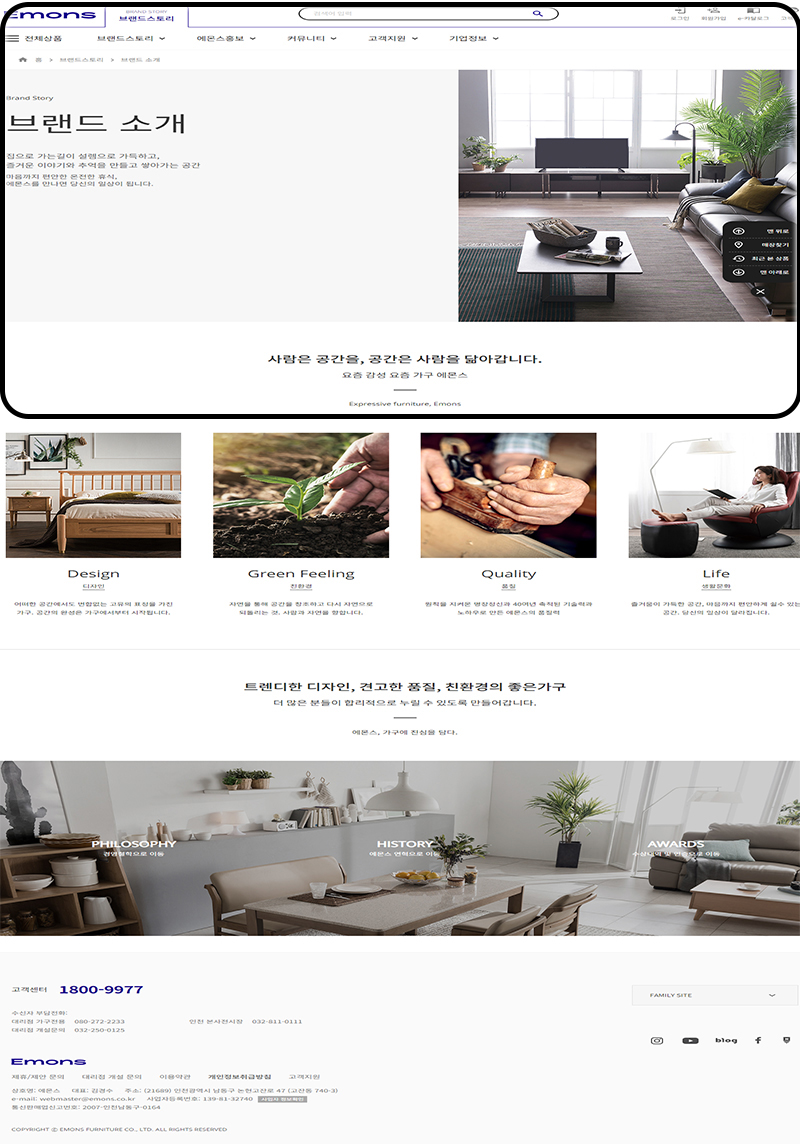 Emons
BRAND STORY
브랜드스토리
검색어 입력
로그인
회원가입
e-카달로그
전체상품
브랜드스토리
에몬스홍보
커뮤니티
고객지원
기업정보
홈 > 브랜드스토리 > 브랜드 소개
Brand Story
브랜드 소개
집으로 가는길이 설렘으로 가득하고,
즐거운 이야기와 추억을 만들고 쌓아가는 공간
마음까지 편안한 온전한 휴식,
에몬스를 만나면 당신의 일상이 됩니다.
맨 위로
매장찾기
최근 본 상품
맨 아래로
사람은 공간을, 공간은 사람을 닮아갑니다.
요즘 감성 요즘 가구 에몬스
Expressive furniture, Emons
Design
디자인
어떠한 공간에서도 변함없는 고유의 표정을 가진
가구. 공간의 완성은 가구에서부터 시작됩니다.
Green Feeling
친환경
자연을 통해 공간을 창조하고 다시 자연으로
되돌리는 것, 사람과 자연을 향합니다.
Quality
품질
원칙을 지켜온 명장정신과 40여년 축적된 기술력과
노하우로 만든 에몬스의 품질력
Life
생활문화
즐거움이 가득한 공간, 마음까지 편안하게 쉴수 있는
공간. 당신의 일상이 달라집니다.
트렌디한 디자인, 견고한 품질, 친환경의 좋은가구
더 많은 분들이 합리적으로 누릴 수 있도록 만들어갑니다.
에몬스, 가구에 진심을 담다.
PHILOSOPHY
경영철학으로 이동
HISTORY
에몬스 연혁으로 이동
AWARDS
수상내역 및 인증으로 이동
고객센터 1800-9977
수신자 부담전화:
대리점 가구전용 080-272-2233
인천 본사전시장 032-811-0111
대리점 개설문의 032-250-0125
FAMILY SITE
blog
Emons
제휴/제안 문의
대리점 개설 문의
이용약관
개인정보취급방침
고객지원
상호명: 에몬스 대표: 김경수 주소: (21689) 인천광역시 남동구 논현고잔로 47 (고잔동 740-3)
e-mail: webmaster@emons.co.kr 사업자등록번호: 139-81-32740 사업자 정보확인
통신판매업신고번호: 2007-인천남동구-0164
COPYRIGHT ⓒ EMONS FURNITURE CO., LTD. ALL RIGHTS RESERVED